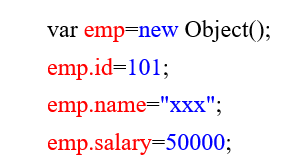 var emp=new Object();
emp.id=101;
emp.name="xxx";
emp.salary=50000;